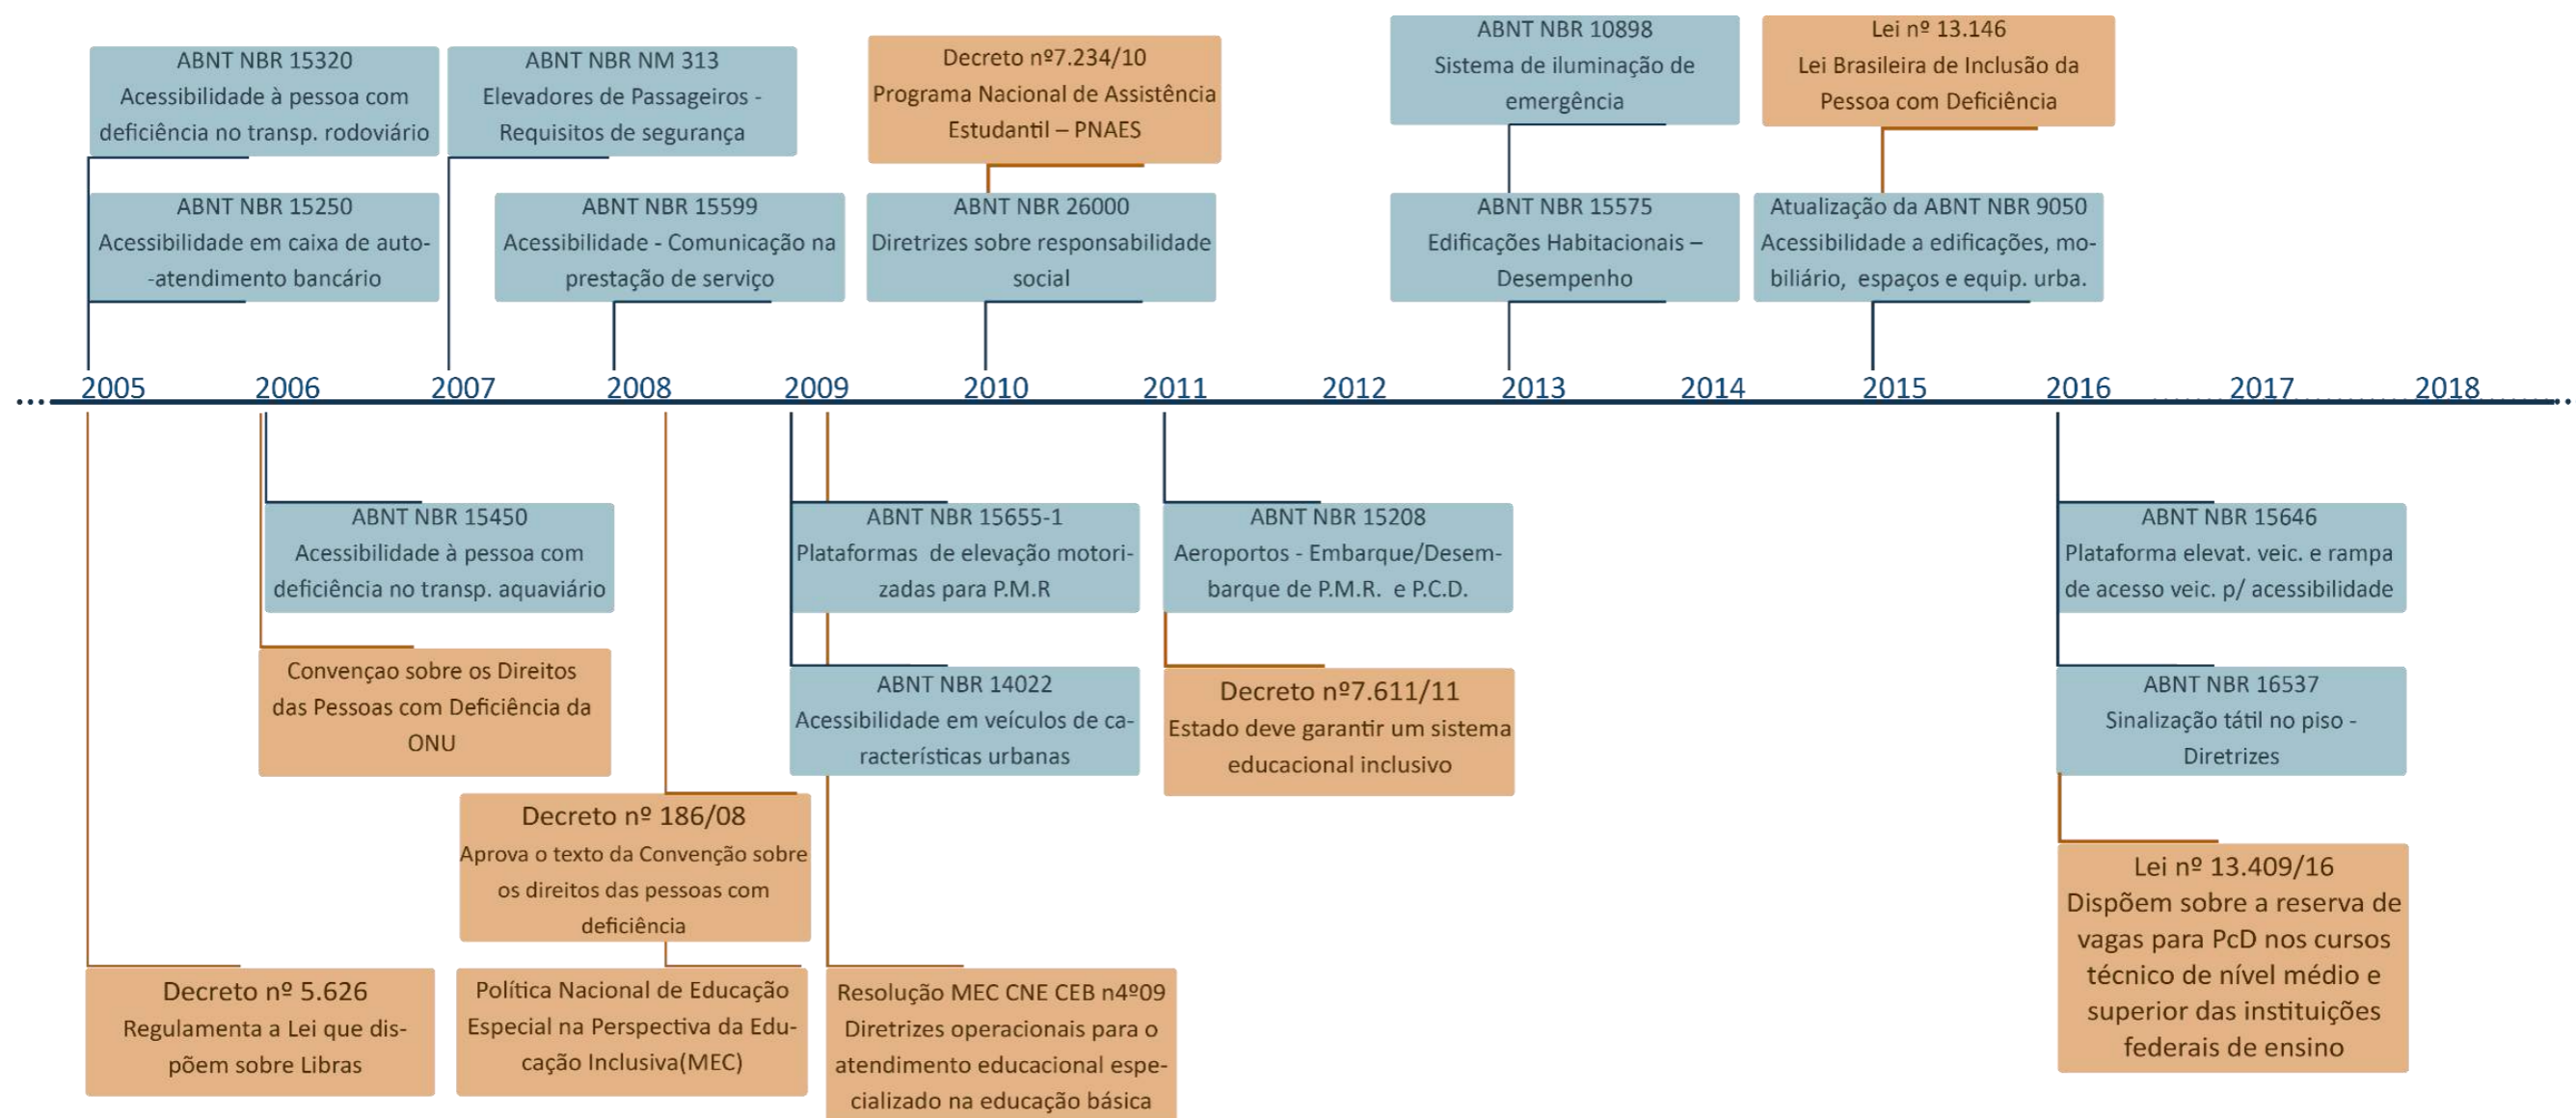 ABNT NBR 15320
Acessibilidade à pessoa com
deficiência no transp. rodoviário
ABNT NBR NM 313
Elevadores de Passageiros -
Requisitos de segurança
Decreto nº7.234/10
Programa Nacional de Assistência
Estudantil – PNAES
ABNT NBR 10898
Sistema de iluminação de
emergência
Lei nº 13.146
Lei Brasileira de Inclusão da
Pessoa com Deficiência
ABNT NBR 15250
Acessibilidade em caixa de auto-
-atendimento bancário
ABNT NBR 15599
Acessibilidade - Comunicação na
prestação de serviço
ABNT NBR 26000
Diretrizes sobre responsabilidade
social
ABNT NBR 15575
Edificações Habitacionais –
Desempenho
Atualização da ABNT NBR 9050
Acessibilidade a edificações, mo-
biliário, espaços e equip. urba.
2005 2006 2007 2008 2009 2010 2011 2012 2013 2014 2015 2016 2017 2018
ABNT NBR 15450
Acessibilidade à pessoa com
deficiência no transp. aquaviário
ABNT NBR 15655-1
Plataformas de elevação motori-
zadas para P.M.R
ABNT NBR 15208
Aeroportos - Embarque/Desem-
barque de P.M.R. e P.C.D.
ABNT NBR 15646
Plataforma elevat. veic. e rampa
de acesso veic. p/ acessibilidade
Convençao sobre os Direitos
das Pessoas com Deficiência da
ONU
ABNT NBR 14022
Acessibilidade em veículos de ca-
racterísticas urbanas
Decreto nº7.611/11
Estado deve garantir um sistema
educacional inclusivo
ABNT NBR 16537
Sinalização tátil no piso -
Diretrizes
Decreto nº 186/08
Aprova o texto da Convenção sobre
os direitos das pessoas com
deficiência
Lei nº 13.409/16
Dispõem sobre a reserva de
vagas para PcD nos cursos
técnico de nível médio e
superior das instituições
federais de ensino
Decreto nº 5.626
Regulamenta a Lei que dis-
põem sobre Libras
Política Nacional de Educação
Especial na Perspectiva da Edu-
cação Inclusiva(MEC)
Resolução MEC CNE CEB n4º09
Diretrizes operacionais para o
atendimento educacional espe-
cializado na educação básica